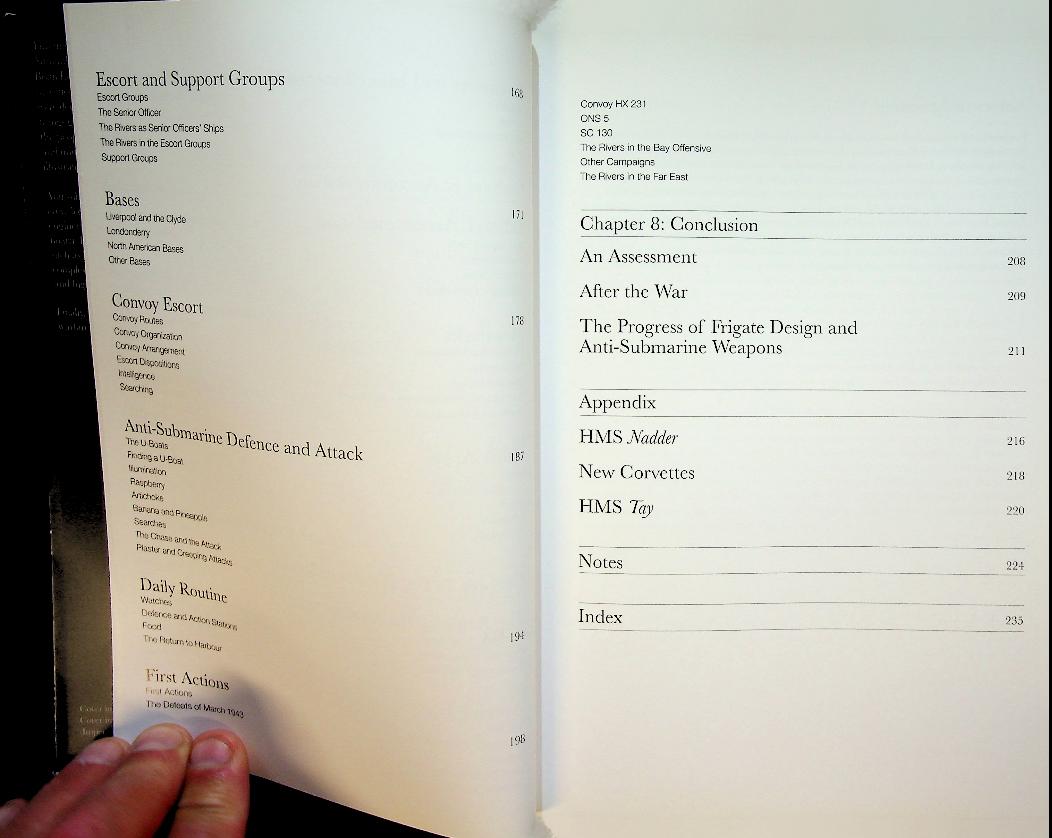 Escort and Support Groups
168
Escort Groups
The Senior Officer
The Rivers as Senior Officers' Ships
The Rivers in the Escort Groups
Support Groups
Bases
171
Liverpool and the Clyde
Londonderry
North American Bases
Other Bases
Convoy Escort
178
Convoy Routes
Convoy Organization
Convoy Arrangement
Escort Dispositions
Intelligence
Searching
Anti-Submarine Defence and Attack
187
The U-Boats
Finding a U-Boat
Illumination
Raspberry
Artichoke
Banana and Pineapple
Searches
The Chase and the Attack
Plaster and Creeping Attacks
Daily Routine
194
Watches
Defence and Action Stations
Food
The Return to Harbour
First Actions
198
First Actions
The Defeats of March 1943
Convoy HX 231
ONS 5
SC 130
The Rivers in the Bay Offensive
Other Campaigns
The Rivers in the Far East
Chapter 8: Conclusion
An Assessment 208
After the War 209
The Progress of Frigate Design and
Anti-Submarine Weapons 211
Appendix
HMS Nadder 216
New Corvettes 218
HMS Tay 220
Notes 224
Index 235